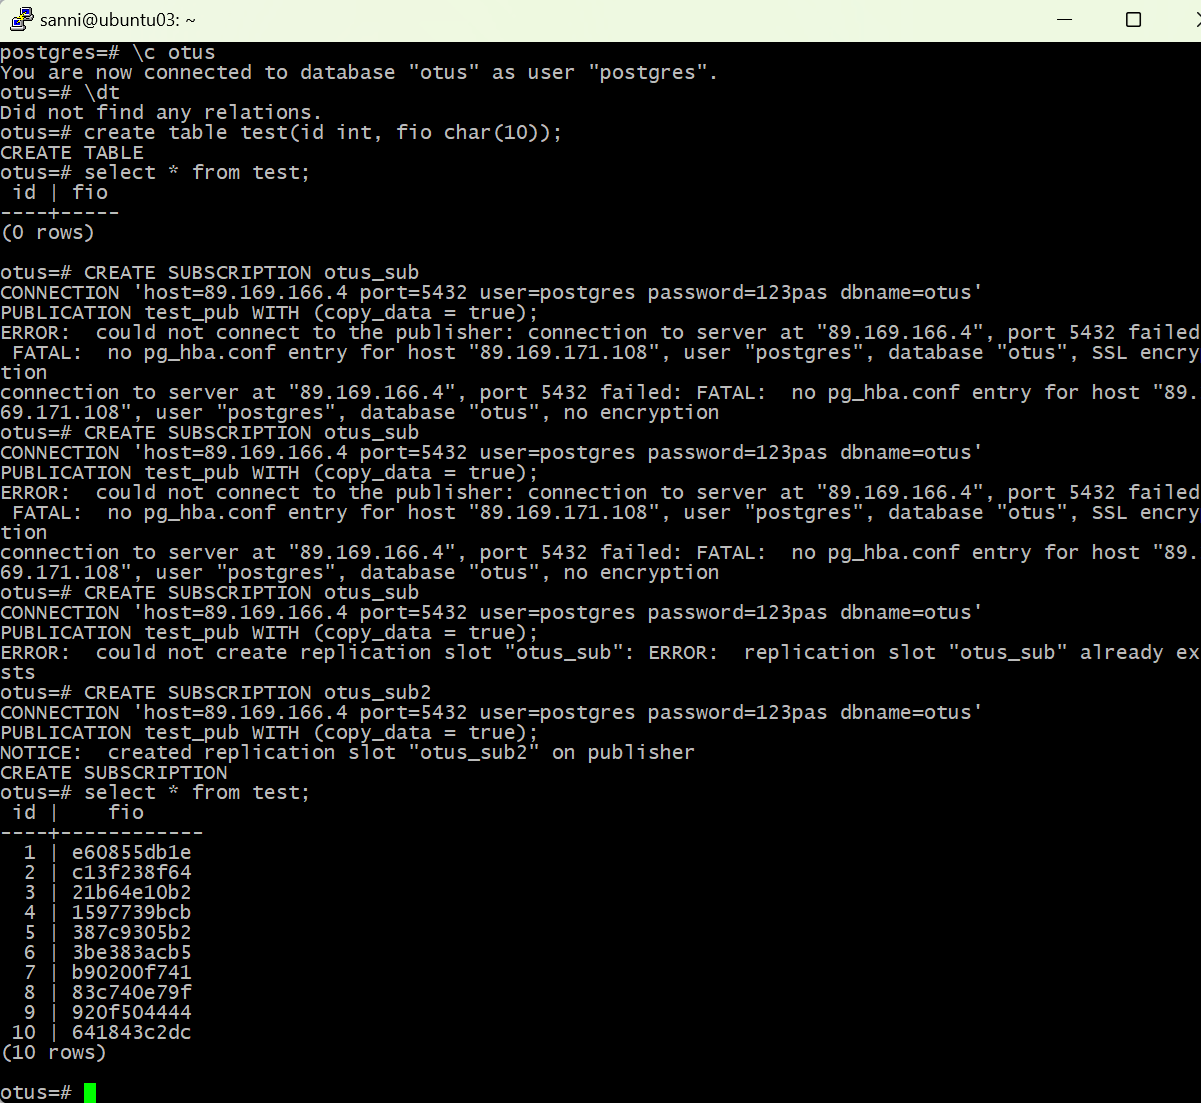 sanni@ubuntu03: ~
postgres=# \c otus
You are now connected to database "otus" as user "postgres".
otus=# \dt
Did not find any relations.
otus=# create table test(id int, fio char(10));
CREATE TABLE
otus=# select * from test;
 id | fio
----+-----
(0 rows)

otus=# CREATE SUBSCRIPTION otus_sub
CONNECTION 'host=89.169.166.4 port=5432 user=postgres password=123pas dbname=otus'
PUBLICATION test_pub WITH (copy_data = true);
ERROR:  could not connect to the publisher: connection to server at "89.169.166.4", port 5432 failed
 FATAL:  no pg_hba.conf entry for host "89.169.171.108", user "postgres", database "otus", SSL encry
tion
connection to server at "89.169.166.4", port 5432 failed: FATAL:  no pg_hba.conf entry for host "89.
69.171.108", user "postgres", database "otus", no encryption
otus=# CREATE SUBSCRIPTION otus_sub
CONNECTION 'host=89.169.166.4 port=5432 user=postgres password=123pas dbname=otus'
PUBLICATION test_pub WITH (copy_data = true);
ERROR:  could not connect to the publisher: connection to server at "89.169.166.4", port 5432 failed
 FATAL:  no pg_hba.conf entry for host "89.169.171.108", user "postgres", database "otus", SSL encry
tion
connection to server at "89.169.166.4", port 5432 failed: FATAL:  no pg_hba.conf entry for host "89.
69.171.108", user "postgres", database "otus", no encryption
otus=# CREATE SUBSCRIPTION otus_sub
CONNECTION 'host=89.169.166.4 port=5432 user=postgres password=123pas dbname=otus'
PUBLICATION test_pub WITH (copy_data = true);
ERROR:  could not create replication slot "otus_sub": ERROR:  replication slot "otus_sub" already ex
sts
otus=# CREATE SUBSCRIPTION otus_sub2
CONNECTION 'host=89.169.166.4 port=5432 user=postgres password=123pas dbname=otus'
PUBLICATION test_pub WITH (copy_data = true);
NOTICE:  created replication slot "otus_sub2" on publisher
CREATE SUBSCRIPTION
otus=# select * from test;
 id |    fio
----+------------
  1 | e60855db1e
  2 | c13f238f64
  3 | 21b64e10b2
  4 | 1597739bcb
  5 | 387c9305b2
  6 | 3be383acb5
  7 | b90200f741
  8 | 83c740e79f
  9 | 920f504444
 10 | 641843c2dc
(10 rows)

otus=#